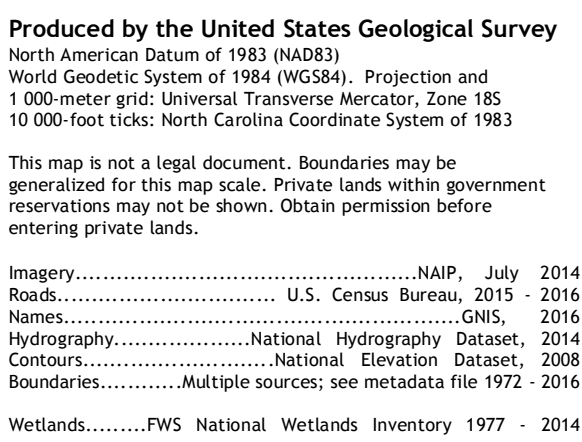 Produced by the United States Geological Survey
North American Datum of 1983 (NAD83)
World Geodetic System of 1984 (WGS84). Projection and
1 000-meter grid: Universal Transverse Mercator, Zone 18S
10 000-foot ticks: North Carolina Coordinate System of 1983
This map is not a legal document. Boundaries may be
generalized for this map scale. Private lands within government
reservations may not be shown. Obtain permission before
entering private lands.
Imagery.................................................NAIP, July 2014
Roads............................... U.S. Census Bureau, 2015 - 2016
Names.........................................................GNIS, 2016
Hydrography...................National Hydrography Dataset, 2014
Contours...........................National Elevation Dataset, 2008
Boundaries............Multiple sources; see metadata file 1972 - 2016
Wetlands.........FWS National Wetlands Inventory 1977 - 2014